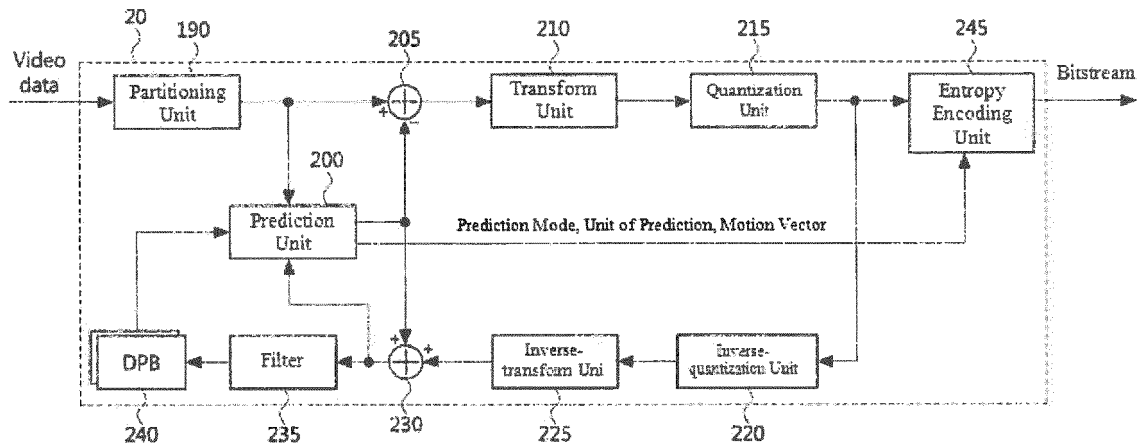 20
190
205
210
215
245
Video
data
Partitioning
Unit
Transform
Unit
Quantization
Unit
Entropy
Encoding
Unit
Bitstream
+
−
200
Prediction
Unit
Prediction Mode, Unit of Prediction, Motion Vector
DPB
Filter
+
+
Inverse-
transform Uni
Inverse-
quantization Unit
240
235
230
225
220